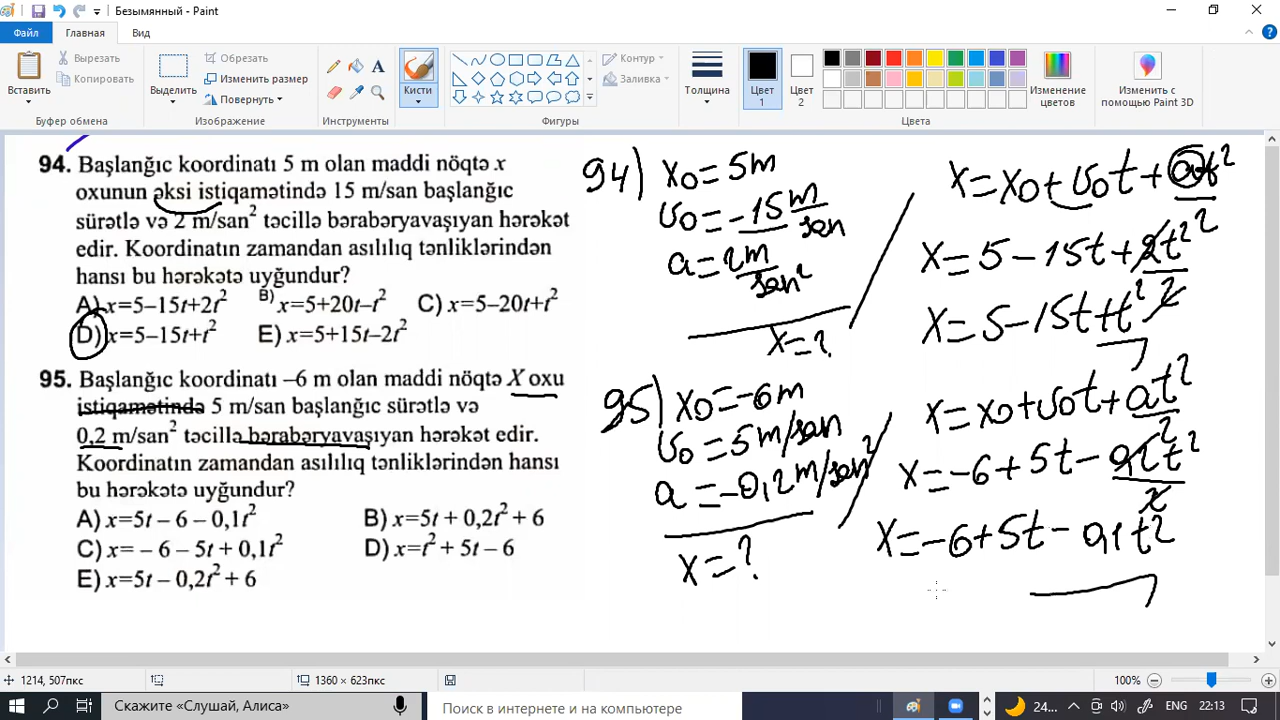 Безымянный - Paint
Файл
Главная
Вид
Вставить
Вырезать
Копировать
Буфер обмена
Выделить
Обрезать
Изменить размер
Повернуть
Изображение
A
Инструменты
Кисти
Контур
Заливка
Фигуры
Толщина
Цвет 1
Цвет 2
Изменение цветов
Цвета
Изменить с помощью Paint 3D
94. Başlanğıc koordinatı 5 m olan maddi nöqtə x
oxunun əksi istiqamətində 15 m/san başlanğıc
sürətlə və 2 m/san² təcillə bərabəryavaşıyan hərəkət
edir. Koordinatın zamandan asılılıq tənliklərindən
hansı bu hərəkətə uyğundur?
A) x=5–15t+2t² B) x=5+20t–t² C) x=5–20t+t²
D) x=5–15t+t² E) x=5+15t–2t²
95. Başlanğıc koordinatı –6 m olan maddi nöqtə X oxu
istiqamətində 5 m/san başlanğıc sürətlə və
0,2 m/san² təcillə bərabəryavaşıyan hərəkət edir.
Koordinatın zamandan asılılıq tənliklərindən hansı
bu hərəkətə uyğundur?
A) x=5t – 6 – 0,1t² B) x=5t + 0,2t² + 6
C) x= – 6 – 5t + 0,1t² D) x=t² + 5t – 6
E) x=5t – 0,2t² + 6
94) x0=5m
υ0=-15 m/san
a=2 m/san²
x=?
x=x0+υ0t+at²/2
x=5-15t+2t²/2
x=5-15t+t²
95) x0=-6m
υ0=5m/san
a=-0,2m/san²
x=?
x=x0+υ0t+at²/2
x=-6+5t-0,2t²/2
x=-6+5t-0,1t²
1214, 507пкс
1360 × 623пкс
100%
Скажите «Слушай, Алиса»
Поиск в интернете и на компьютере
24...
ENG
22:13